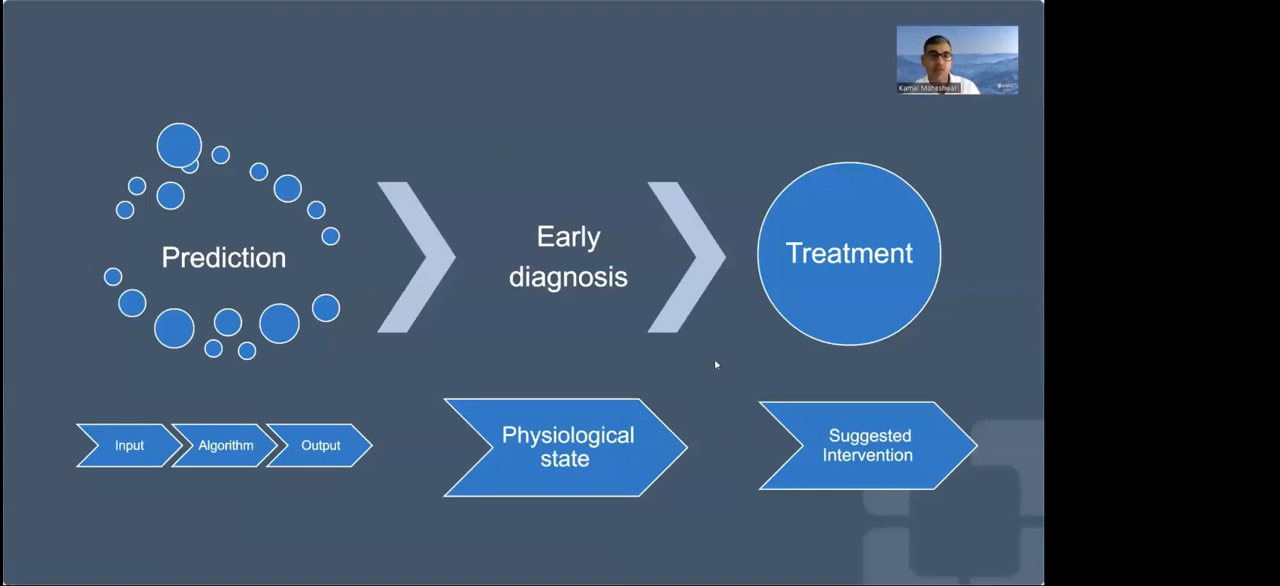 Kamal Maheshwari
Prediction
Early
diagnosis
Treatment
Input
Algorithm
Output
Physiological
state
Suggested
Intervention